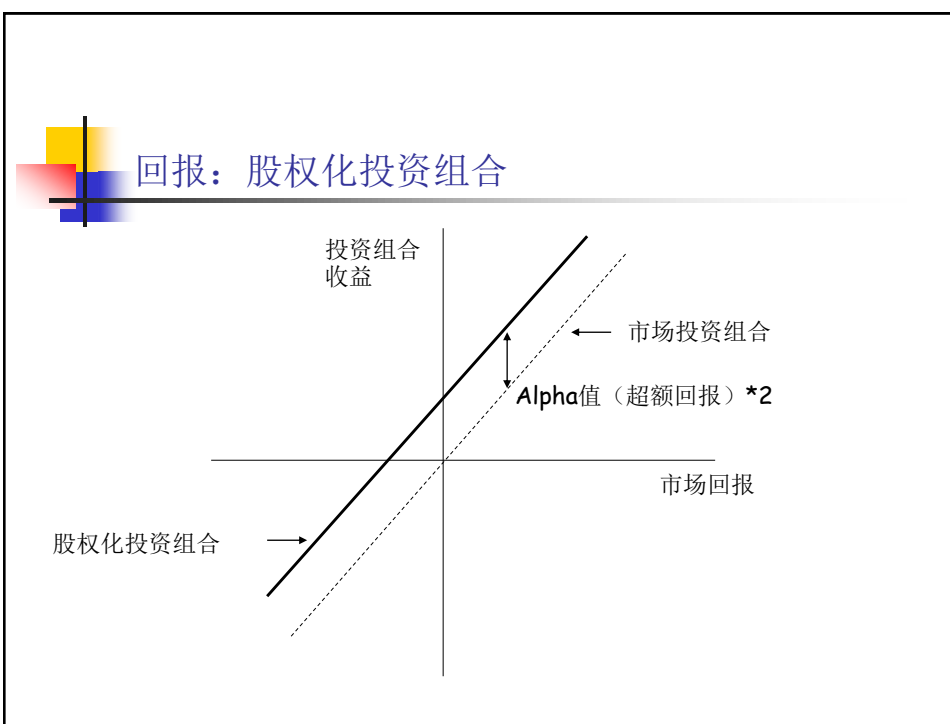 回报：股权化投资组合
投资组合
收益
市场投资组合
Alpha值（超额回报）*2
市场回报
股权化投资组合